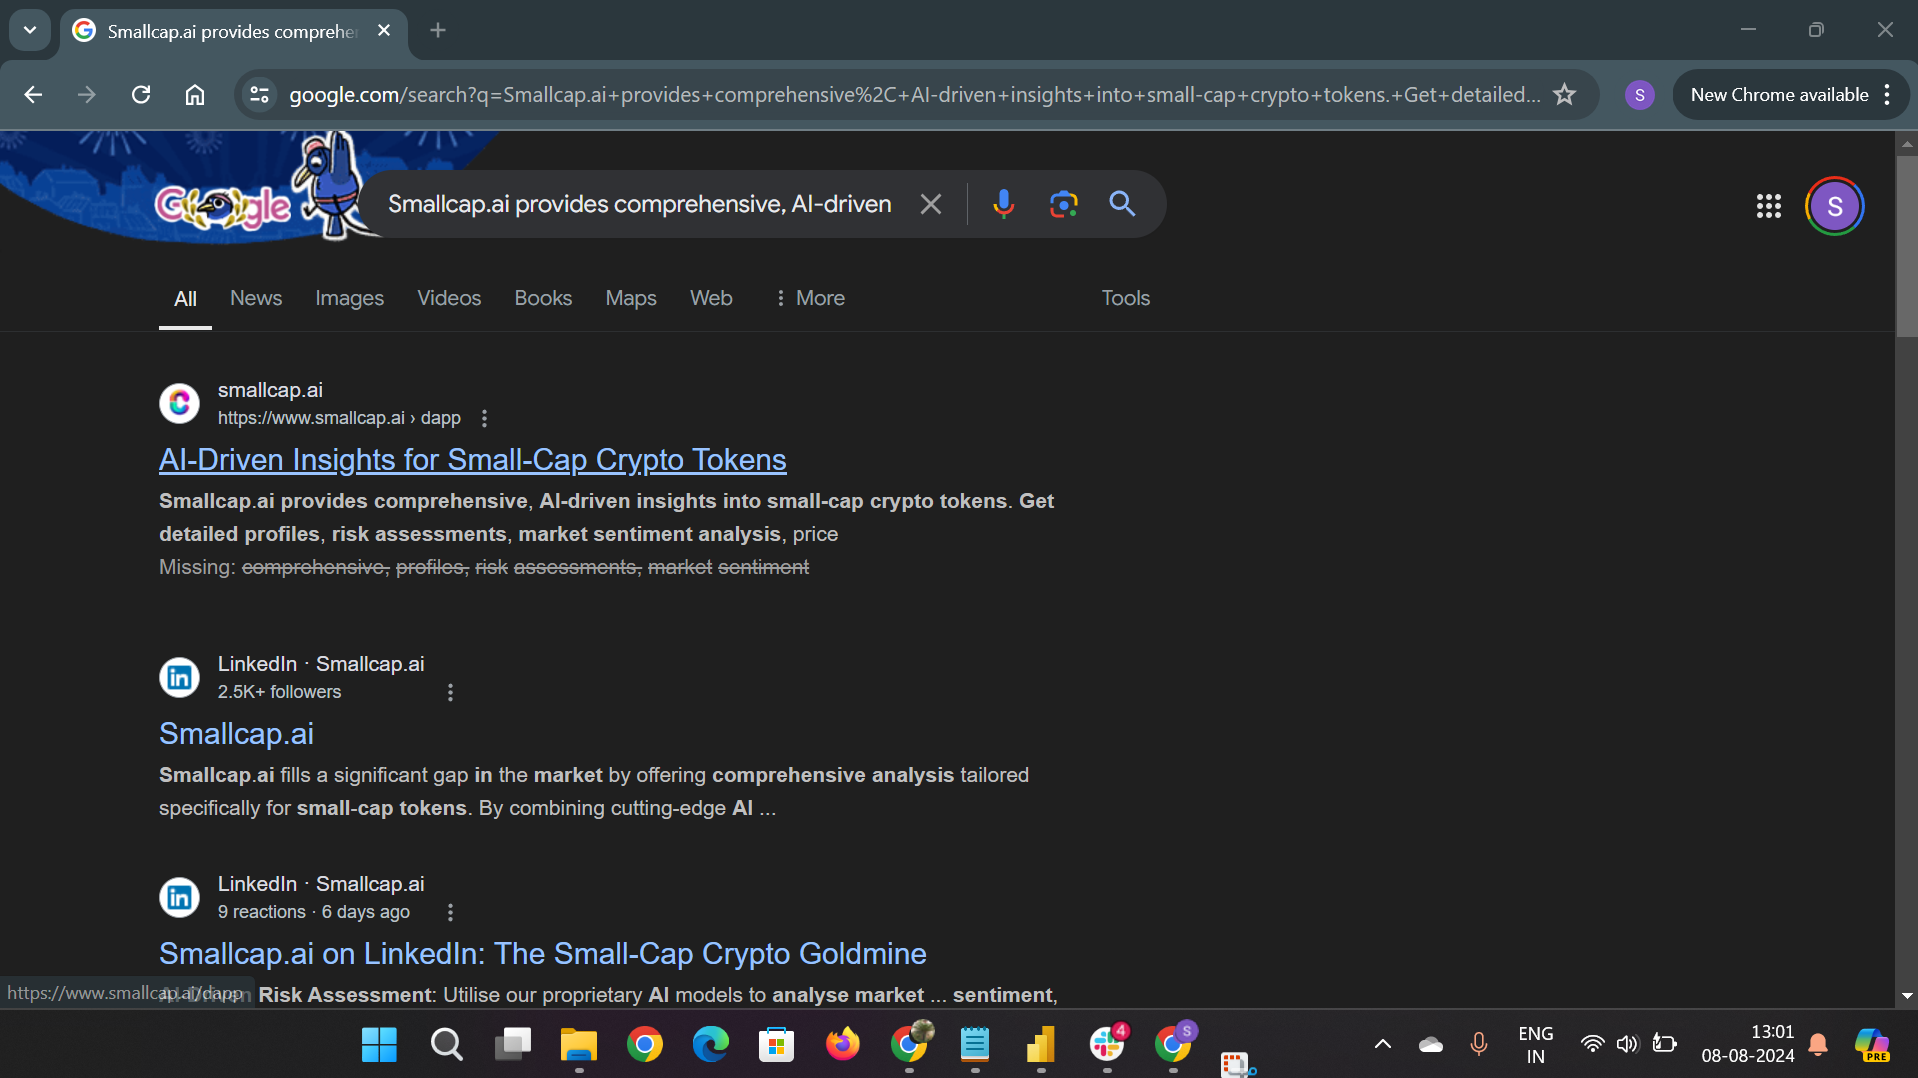 Smallcap.ai provides comprehe
google.com/search?q=Smallcap.ai+provides+comprehensive%2C+AI-driven+insights+into+small-cap+crypto+tokens.+Get+detailed...
S
New Chrome available
Google
Smallcap.ai provides comprehensive, AI-driven
S
All
News
Images
Videos
Books
Maps
Web
More
Tools
smallcap.ai
https://www.smallcap.ai › dapp
AI-Driven Insights for Small-Cap Crypto Tokens
Smallcap.ai provides comprehensive, AI-driven insights into small-cap crypto tokens. Get
detailed profiles, risk assessments, market sentiment analysis, price
Missing: comprehensive, profiles, risk assessments, market sentiment
in
LinkedIn · Smallcap.ai
2.5K+ followers
Smallcap.ai
Smallcap.ai fills a significant gap in the market by offering comprehensive analysis tailored
specifically for small-cap tokens. By combining cutting-edge AI ...
in
LinkedIn · Smallcap.ai
9 reactions · 6 days ago
Smallcap.ai on LinkedIn: The Small-Cap Crypto Goldmine
AI-Driven Risk Assessment: Utilise our proprietary AI models to analyse market ... sentiment,
https://www.smallcap.ai/dapp
4
S
ENG
IN
13:01
08-08-2024
PRE